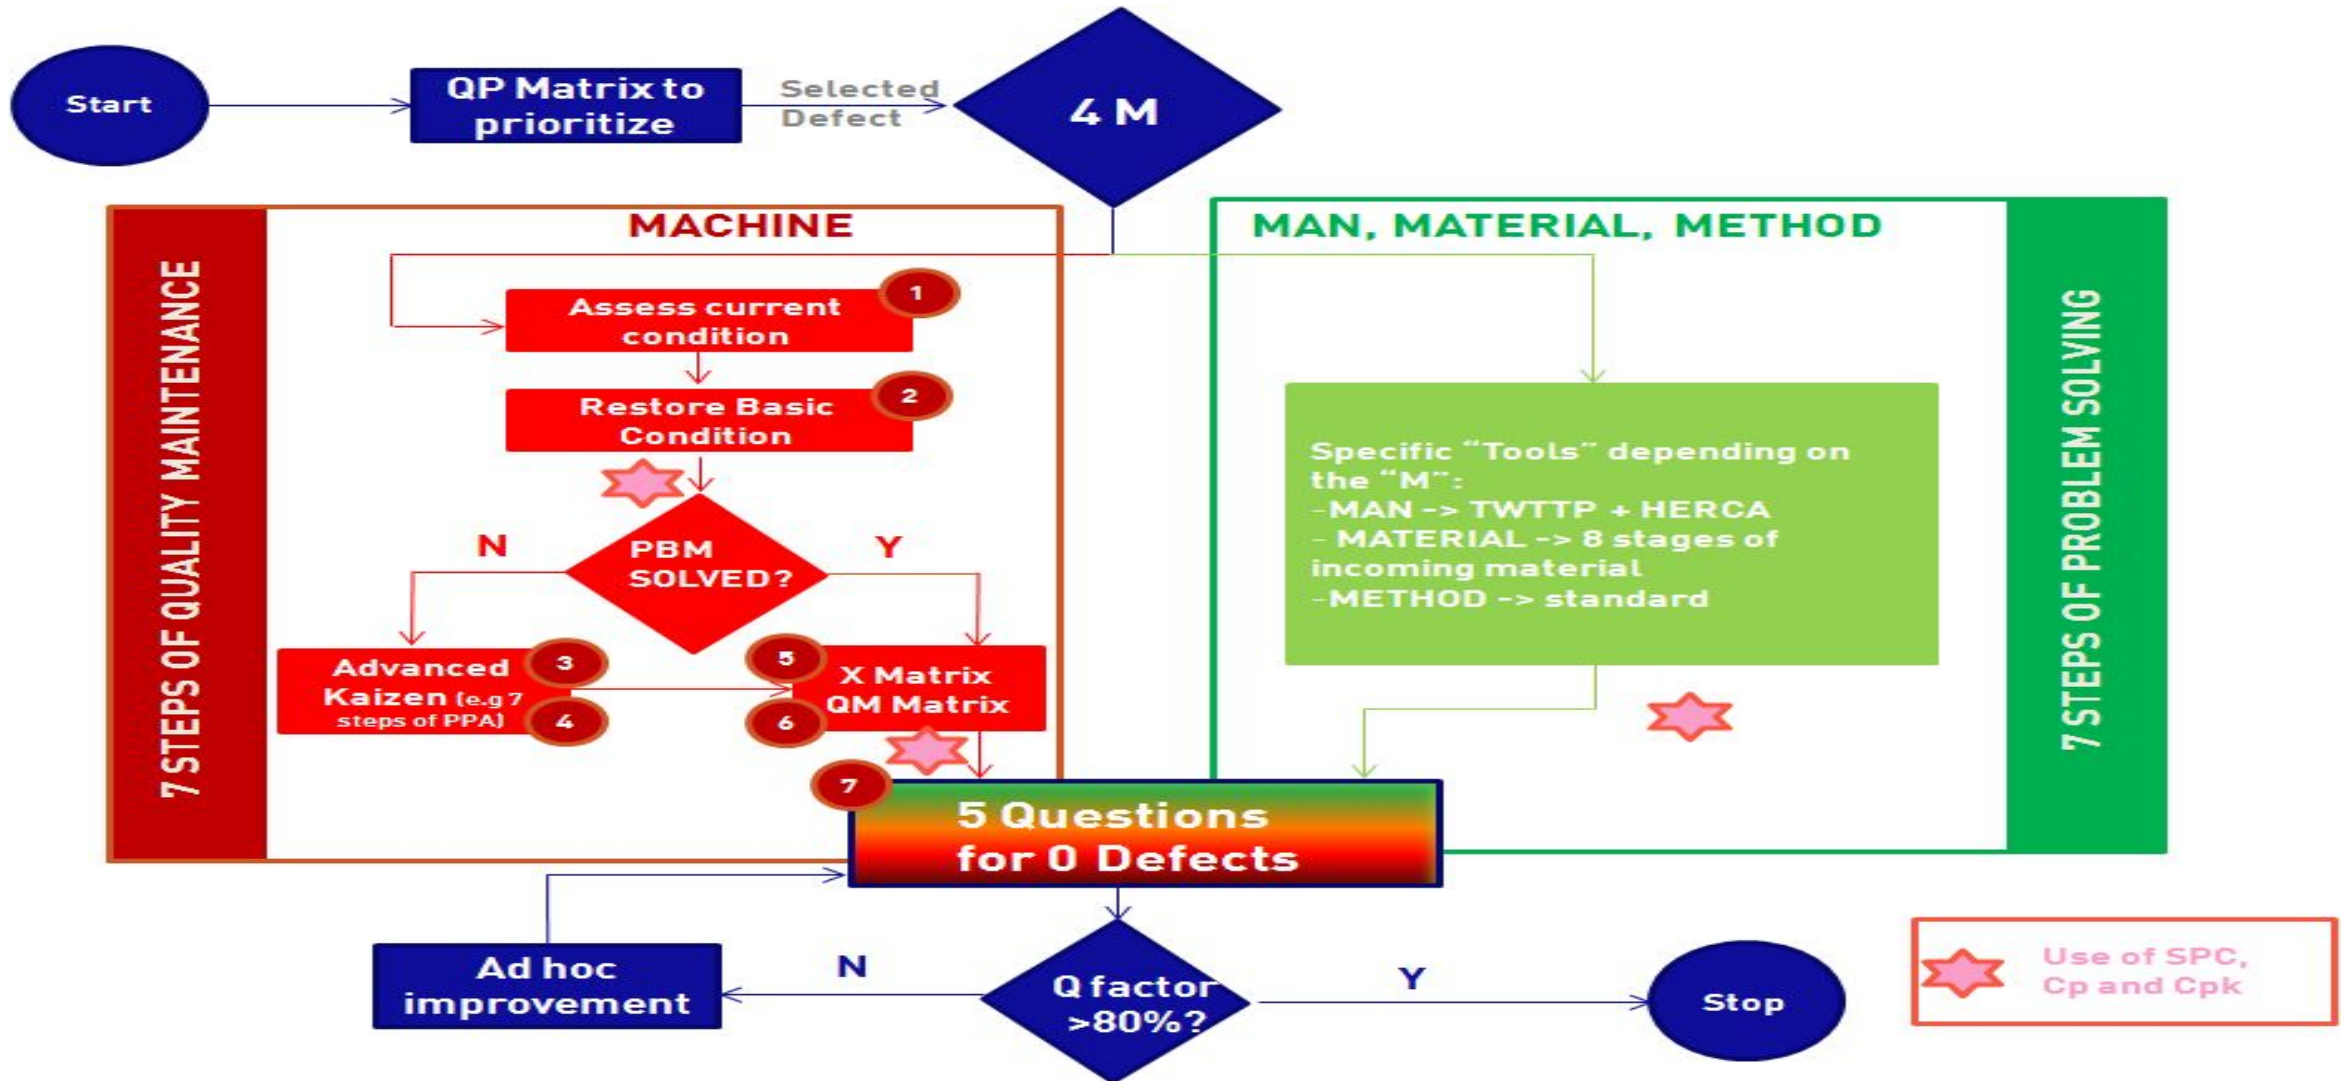 Start
QP Matrix to
prioritize
Selected
Defect
4 M
MACHINE
MAN, MATERIAL, METHOD
7 STEPS OF QUALITY MAINTENANCE
1
Assess current
condition
2
Restore Basic
Condition
N
PBM
SOLVED?
Y
Advanced
Kaizen (e.g 7
steps of PPA)
3
4
5
6
X Matrix
QM Matrix
Specific “Tools” depending on
the “M”:
-MAN -> TWTTP + HERCA
- MATERIAL -> 8 stages of
incoming material
-METHOD -> standard
7 STEPS OF PROBLEM SOLVING
7
5 Questions
for 0 Defects
Ad hoc
improvement
N
Q factor
>80%?
Y
Stop
Use of SPC,
Cp and Cpk